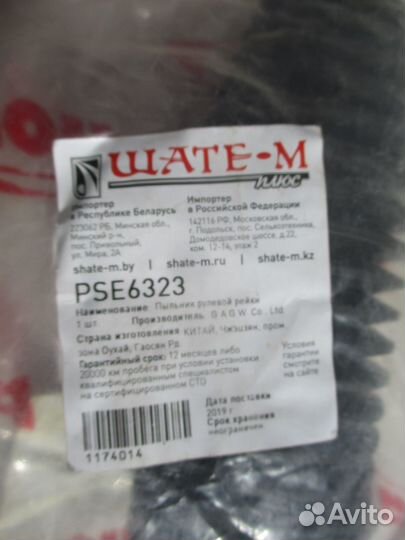 ШАТЕ-М
ПЛЮС
Импортер
в Республике Беларусь
223062 РБ, Минская обл.,
Минский р-н,
пос. Привольный,
ул. Мира, 2А
Импортер
в Российской Федерации
142116 РФ, Московская обл.,
г. Подольск, пос. Сельхозтехника,
Домодедовское шоссе, д.22,
ком. 12-14, этаж 2
shate-m.by | shate-m.ru | shate-m.kz
PSE6323
Наименование Пыльник рулевой рейки
1 шт. Производитель GAGW Co., Ltd
Страна изготовления КИТАЙ, Чжэцзян, пром
зона Оухай, Гаосян Рд
Гарантийный срок: 12 месяцев либо
20000 км пробега при условии установки
квалифицированным специалистом
на сертифицированном СТО
Условия
гарантии
смотрите
на сайте
1174014
Дата поставки
2019 г
Срок хранения
неограничен
Avito